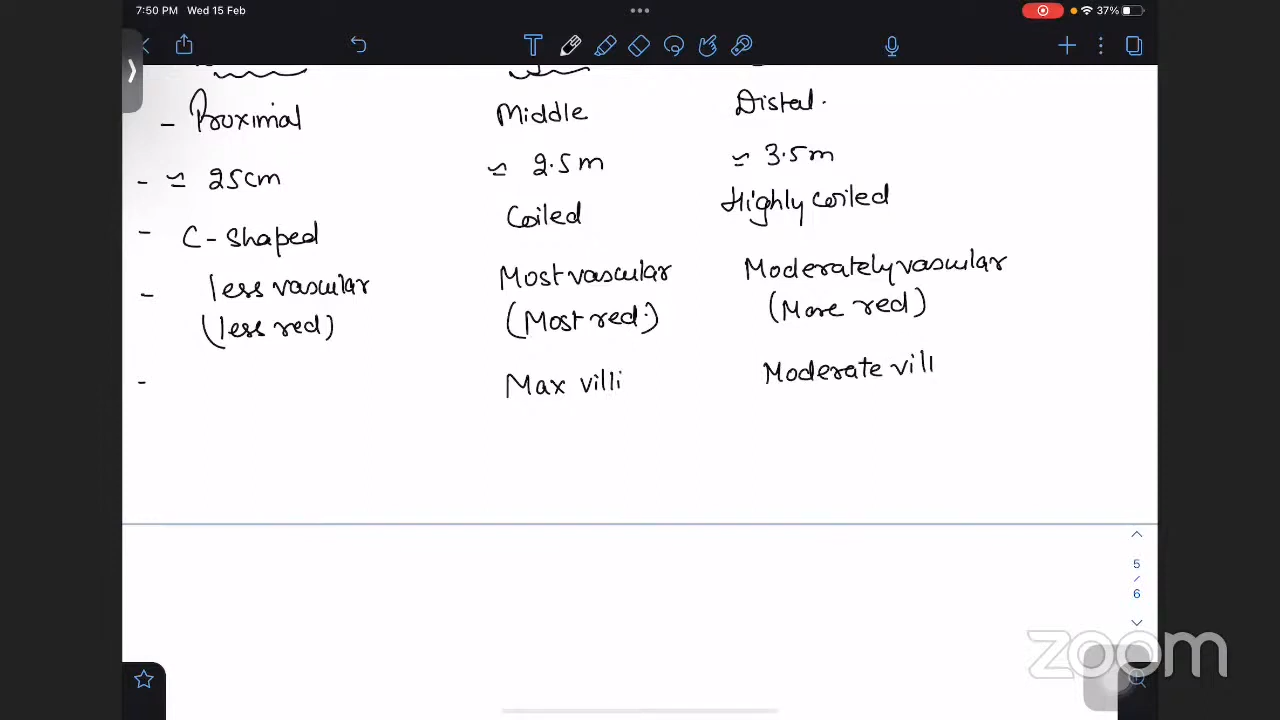 7:50 PM Wed 15 Feb
37%
T
- Proximal Middle Distal.
- ≃ 25cm ≃ 2.5m ≃ 3.5m
- C-shaped Coiled Highly coiled
- less vascular Most vascular Moderately vascular
(less red) (Most red) (More red)
- Max villi Moderate vill
5
/
6
zoom